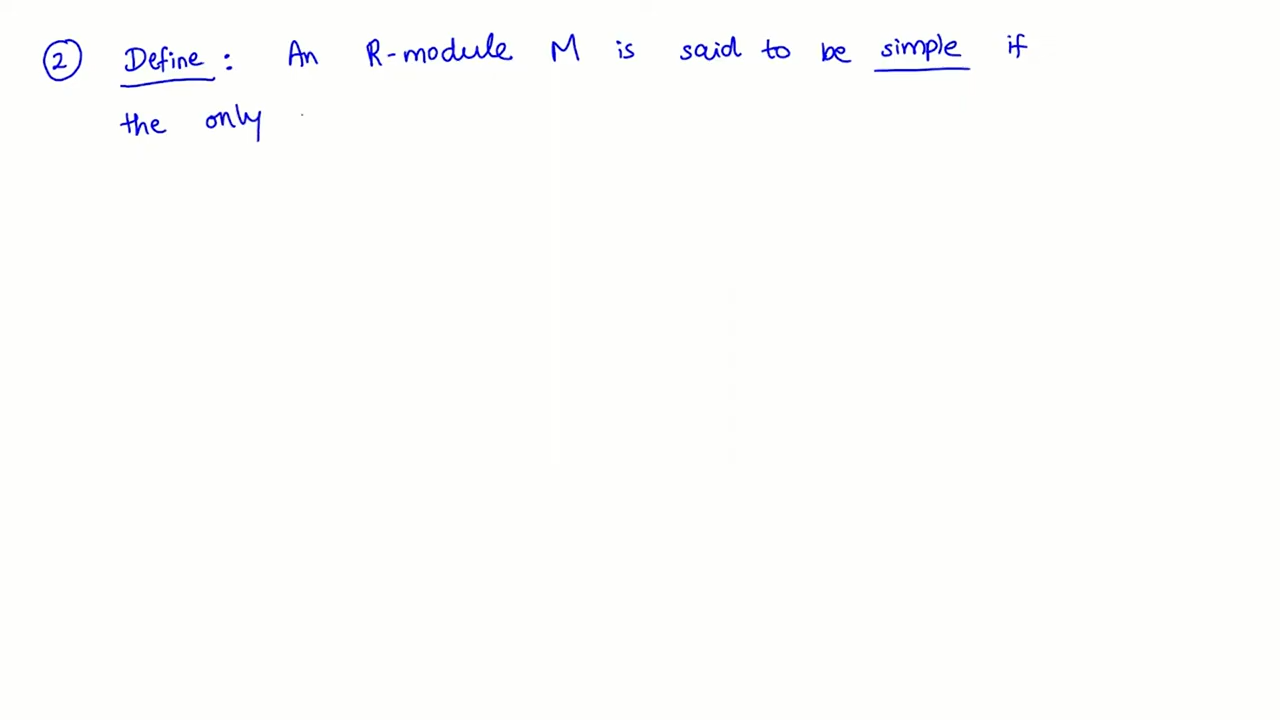 ② Define : An R-module M is said to be simple if
the only